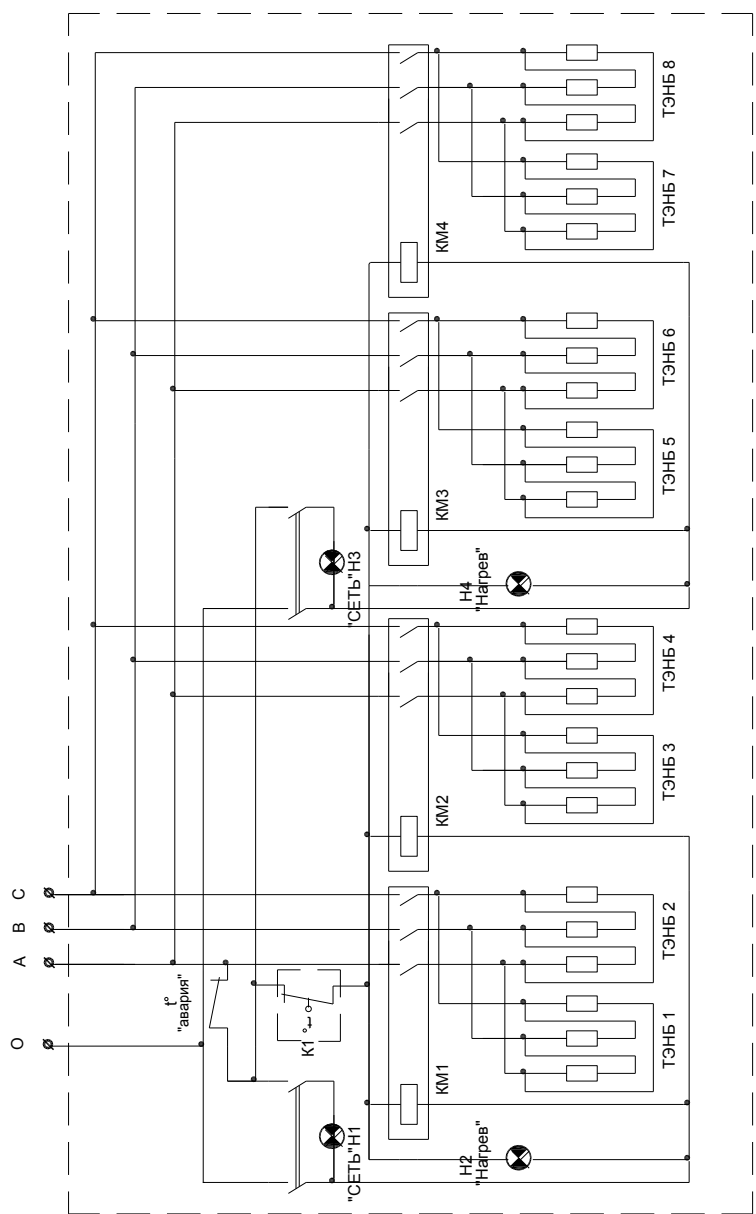 О
А
В
С
t°
"авария"
К1
t°
"СЕТЬ"Н1
"СЕТЬ"Н3
КМ1
КМ2
КМ3
КМ4
Н2
"Нагрев"
Н4
"Нагрев"
ТЭНБ 1
ТЭНБ 2
ТЭНБ 3
ТЭНБ 4
ТЭНБ 5
ТЭНБ 6
ТЭНБ 7
ТЭНБ 8